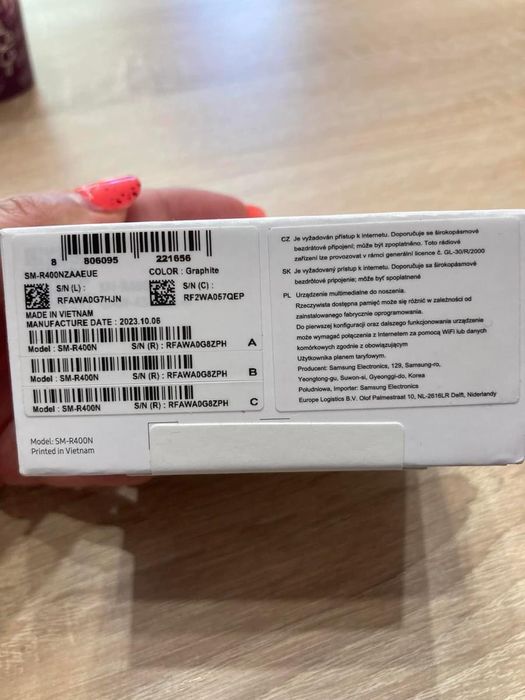 8 806095 221656
SM-R400NZAAEUE COLOR : Graphite
S/N (L) : S/N (C) :
RFAWA0G7HJN RF2WA057QEP
MADE IN VIETNAM
MANUFACTURE DATE : 2023.10.06
Model : SM-R400N S/N (R) : RFAWA0G8ZPH A
Model : SM-R400N S/N (R) : RFAWA0G8ZPH B
Model : SM-R400N S/N (R) : RFAWA0G8ZPH C
Model: SM-R400N
Printed in Vietnam
CZ Je vyžadován přístup k internetu. Doporučuje se širokopásmové
bezdrátové připojení; může být zpoplatněno. Toto rádiové
zařízení lze provozovat v rámci generální licence č. GL-30/R/2000
SK Je vyžadovaný prístup k internetu. Doporučuje sa širokopásmové
bezdrôtové pripojenie; môže byť spoplatnené
PL Urządzenie multimedialne do noszenia.
Rzeczywista dostępna pamięć może się różnić w zależności od
zainstalowanego fabrycznie oprogramowania.
Do pierwszej konfiguracji oraz dalszego funkcjonowania urządzenie
może wymagać połączenia z Internetem za pomocą WiFi lub danych
komórkowych zgodnie z obowiązującym
Użytkownika planem taryfowym.
Producent: Samsung Electronics, 129, Samsung-ro,
Yeongtong-gu, Suwon-si, Gyeonggi-do, Korea
Południowa, Importer: Samsung Electronics
Europe Logistics B.V. Olof Palmestraat 10, NL-2616LR Delft, Niderlandy